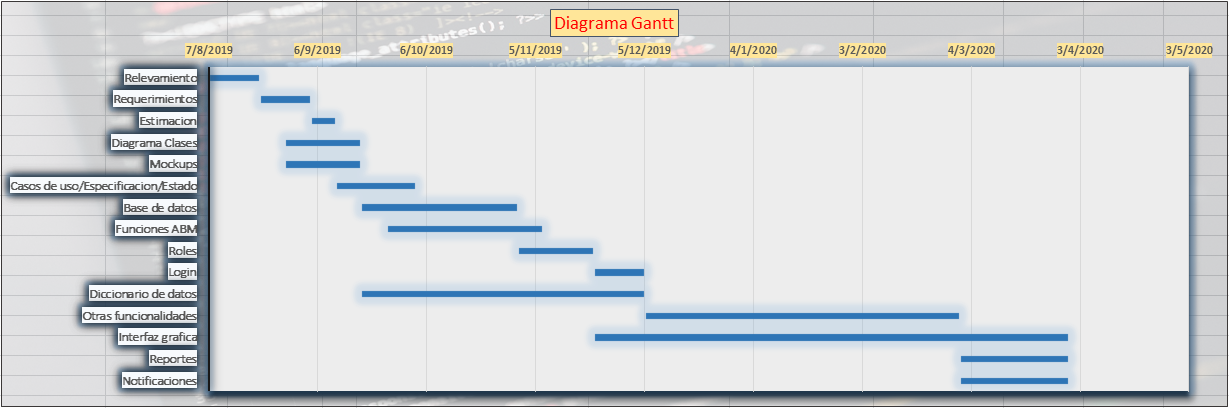 Diagrama Gantt
7/8/2019 6/9/2019 6/10/2019 5/11/2019 5/12/2019 4/1/2020 3/2/2020 4/3/2020 3/4/2020 3/5/2020
Relevamiento
Requerimientos
Estimacion
Diagrama Clases
Mockups
Casos de uso/Especificacion/Estado
Base de datos
Funciones ABM
Roles
Login
Diccionario de datos
Otras funcionalidades
Interfaz grafica
Reportes
Notificaciones